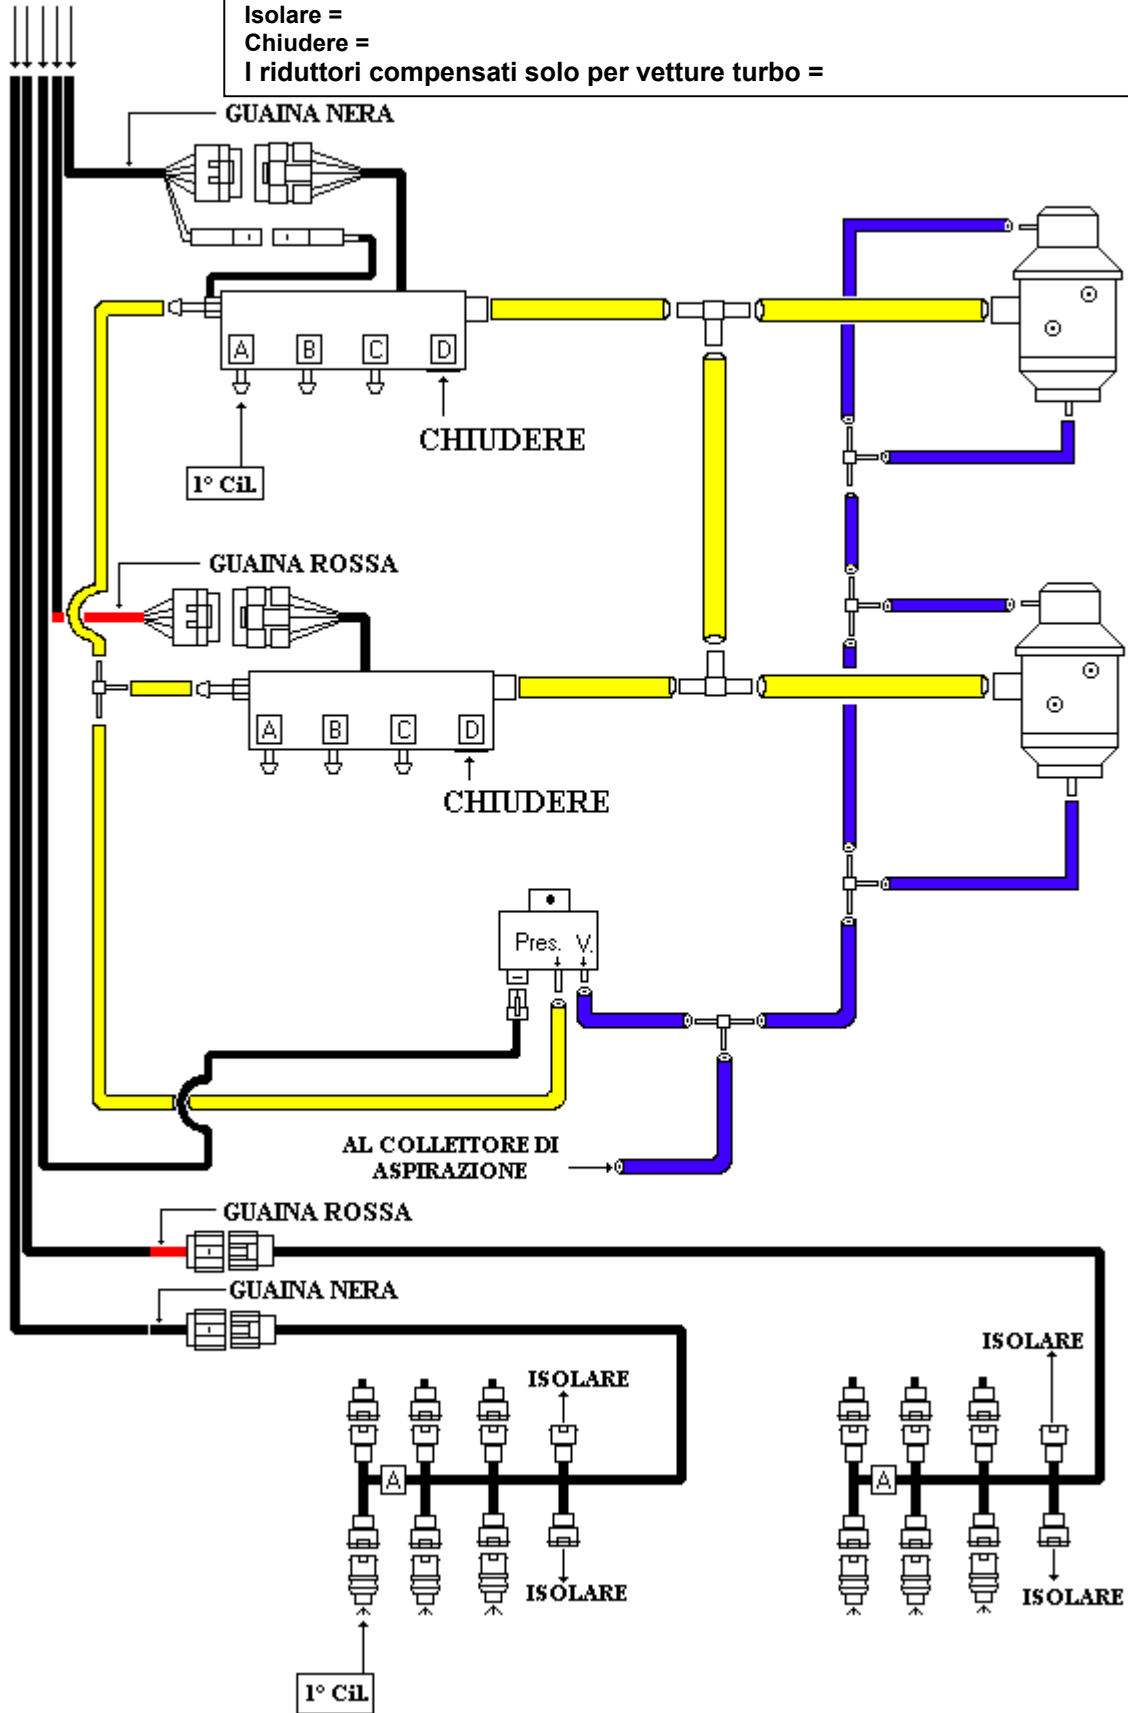 Isolare =
Chiudere =
I riduttori compensati solo per vetture turbo =
GUAINA NERA
A B C D
CHIUDERE
1° Cil.
GUAINA ROSSA
A B C D
CHIUDERE
Pres. V.
AL COLLETTORE DI
ASPIRAZIONE
GUAINA ROSSA
GUAINA NERA
ISOLARE
ISOLARE
A
A
ISOLARE
ISOLARE
1° Cil.